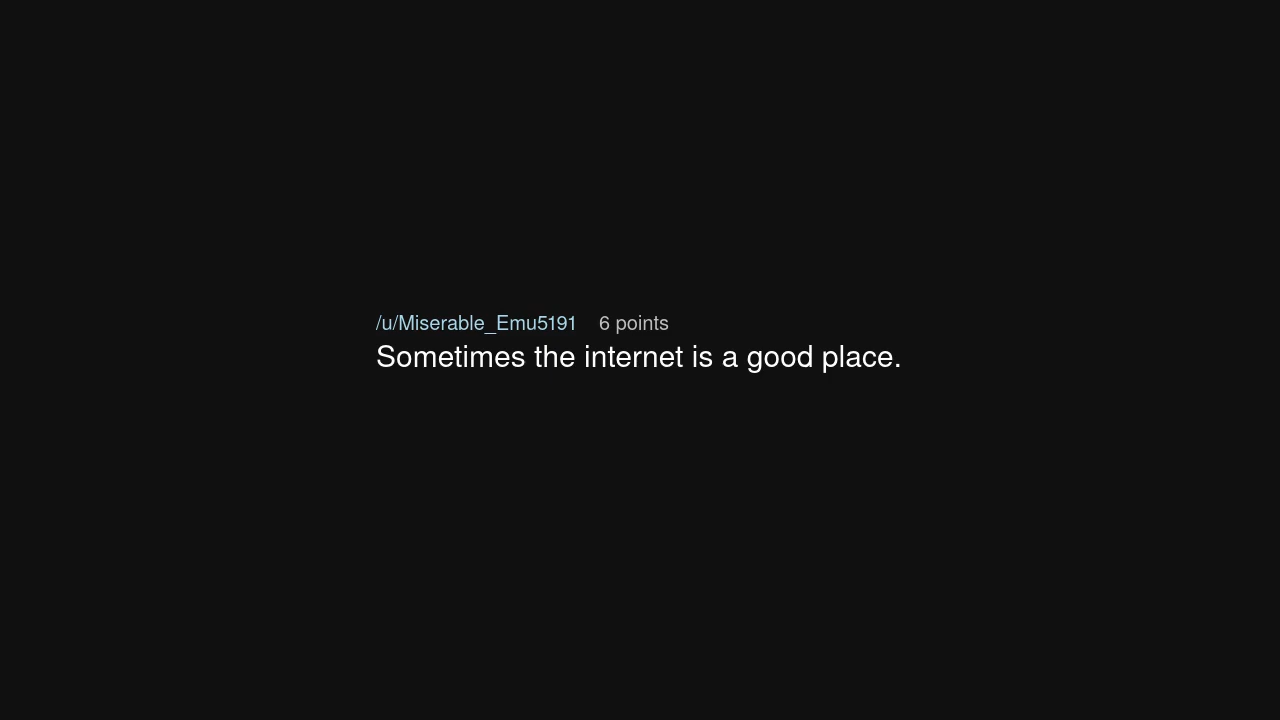 /u/Miserable_Emu5191 6 points
Sometimes the internet is a good place.